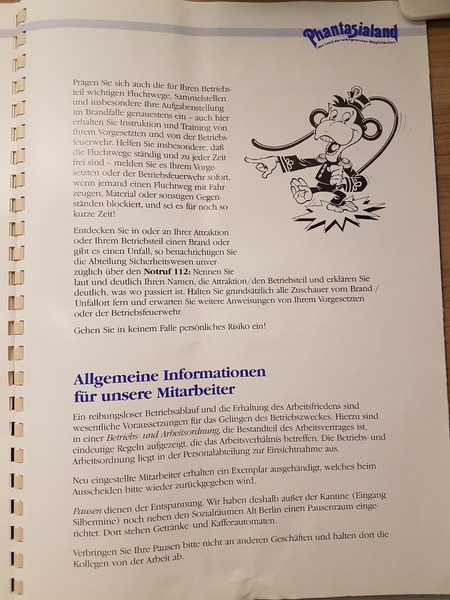 Phantasialand
Das Land der unbegrenzten Möglichkeiten
Prägen Sie sich auch die für Ihren Betriebs-
teil wichtigen Fluchtwege, Sammelstellen
und insbesondere Ihre Aufgabenstellung
im Brandfalle genauestens ein – auch hier
erhalten Sie Instruktion und Training von
Ihrem Vorgesetzten und von der Betriebs-
feuerwehr. Helfen Sie insbesondere, daß
die Fluchtwege ständig und zu jeder Zeit
frei sind – melden Sie es Ihrem Vorge-
setzten oder der Betriebsfeuerwehr sofort,
wenn jemand einen Fluchtweg mit Fahr
zeugen, Material oder sonstigen Gegen-
ständen blockiert, und sei es für noch so
kurze Zeit!
Entdecken Sie in oder an Ihrer Attraktion
oder Ihrem Betriebsteil einen Brand oder
gibt es einen Unfall, so benachrichtigen Sie
die Abteilung Sicherheitswesen unver
züglich über den Notruf 112: Nennen Sie
laut und deutlich Ihren Namen, die Attraktion/den Betriebsteil und erklären Sie
deutlich, was wo passiert ist. Halten Sie grundsätzlich alle Zuschauer vom Brand-/
Unfallort fern und erwarten Sie weitere Anweisungen von Ihrem Vorgesetzten
oder der Betriebsfeuerwehr.
Gehen Sie in keinem Falle persönliches Risiko ein!
Allgemeine Informationen
für unsere Mitarbeiter
Ein reibungsloser Betriebsablauf und die Erhaltung des Arbeitsfriedens sind
wesentliche Voraussetzungen für das Gelingen des Betriebszweckes. Hierzu sind
in einer Betriebs- und Arbeitsordnung, die Bestandteil des Arbeitsvertrages ist,
eindeutige Regeln aufgezeigt, die das Arbeitsverhältnis betreffen. Die Betriebs- und
Arbeitsordnung liegt in der Personalabteilung zur Einsichtnahme aus.
Neu eingestellte Mitarbeiter erhalten ein Exemplar ausgehändigt, welches beim
Ausscheiden bitte wieder zurückgegeben wird.
Pausen dienen der Entspannung. Wir haben deshalb außer der Kantine (Eingang
Silbermine) noch neben den Sozialräumen Alt Berlin einen Pausenraum einge-
richtet. Dort stehen Getränke- und Kaffeeautomaten.
Verbringen Sie Ihre Pausen bitte nicht an anderen Geschäften und halten dort die
Kollegen von der Arbeit ab.